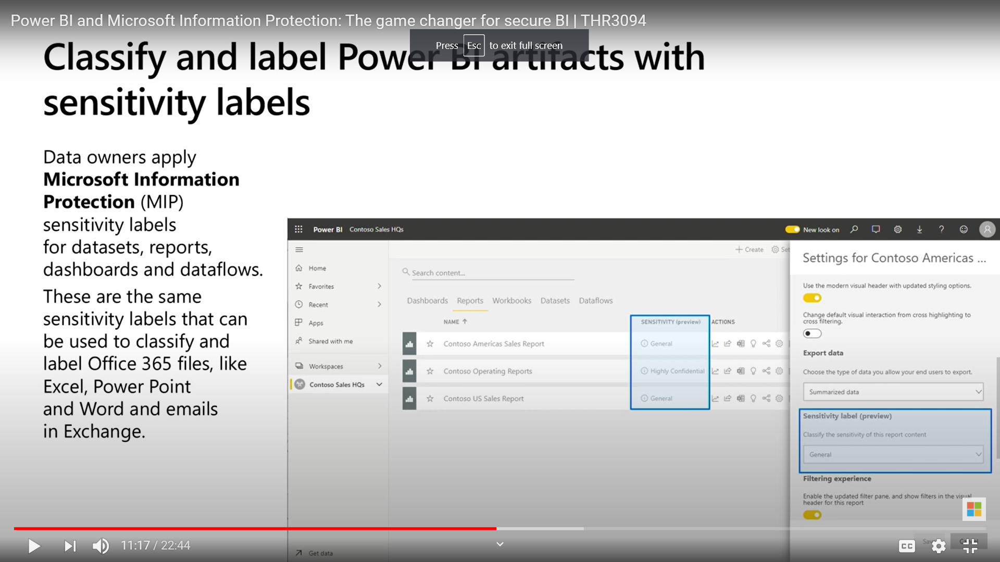 Power BI and Microsoft Information Protection: The game changer for secure BI | THR3094
Press Esc to exit full screen
Classify and label Power BI artifacts with
sensitivity labels
Data owners apply
Microsoft Information
Protection (MIP)
sensitivity labels
for datasets, reports,
dashboards and dataflows.
These are the same
sensitivity labels that can
be used to classify and
label Office 365 files, like
Excel, Power Point
and Word and emails
in Exchange.
Power BI Contoso Sales HQs
New look on
Home
Favorites
Recent
Apps
Shared with me
Workspaces
Contoso Sales HQs
Get data
Create
Search content...
Dashboards Reports Workbooks Datasets Dataflows
NAME SENSITIVITY (preview) ACTIONS
Contoso Americas Sales Report General
Contoso Operating Reports Highly Confidential
Contoso US Sales Report General
Settings for Contoso Americas ...
Use the modern visual header with updated styling options.
Change default visual interaction from cross highlighting to
cross filtering.
Export data
Choose the type of data you allow your end users to export.
Summarized data
Sensitivity label (preview)
Classify the sensitivity of this report content
General
Filtering experience
Enable the updated filter pane, and show filters in the visual
header for this report
11:17 / 22:44
CC